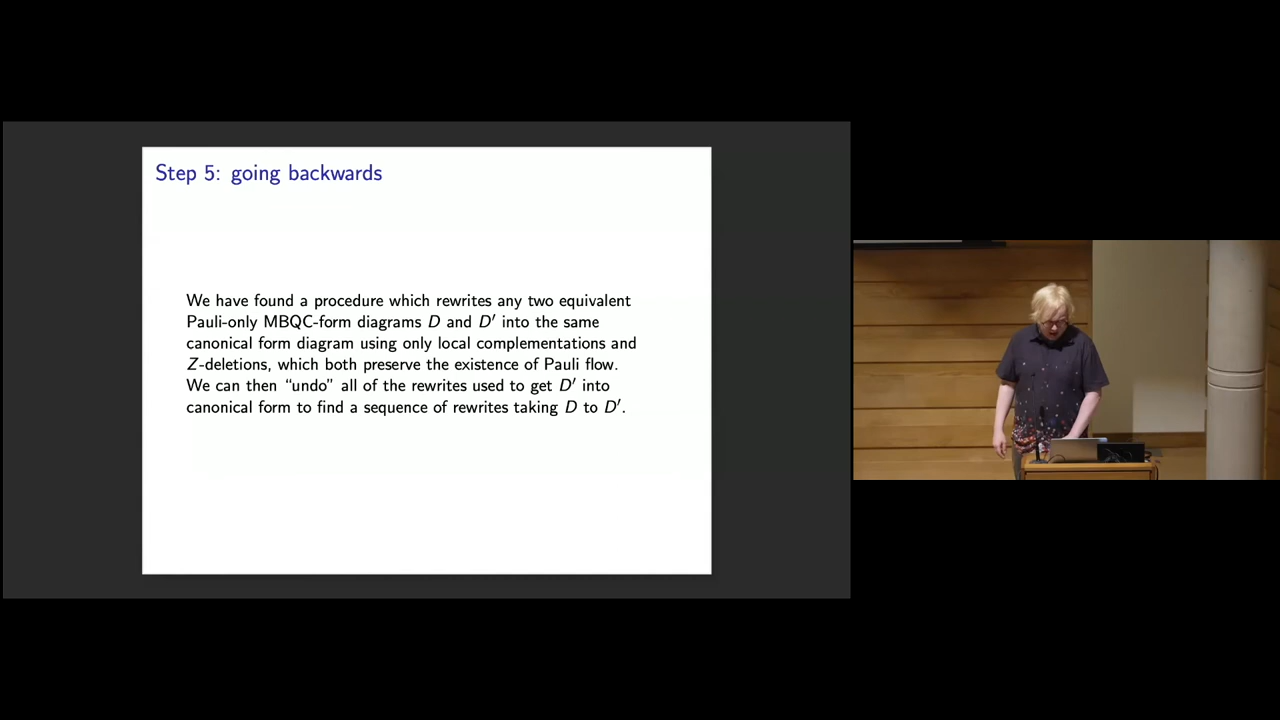 Step 5: going backwards
We have found a procedure which rewrites any two equivalent
Pauli-only MBQC-form diagrams D and D′ into the same
canonical form diagram using only local complementations and
Z-deletions, which both preserve the existence of Pauli flow.
We can then “undo” all of the rewrites used to get D′ into
canonical form to find a sequence of rewrites taking D to D′.